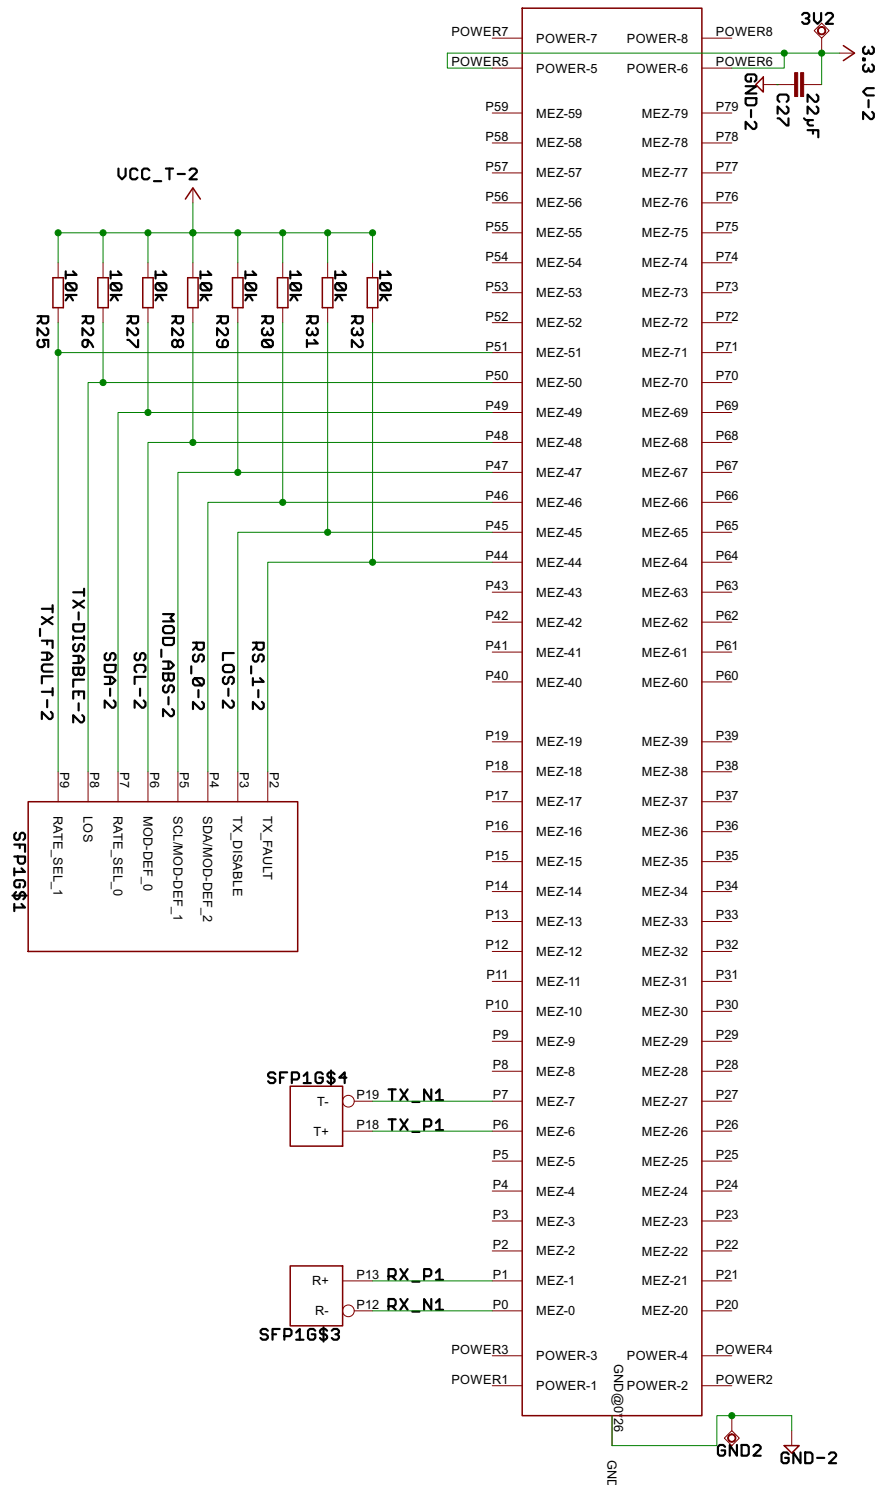 3V2
POWER7 POWER-7 POWER-8 POWER8
3.3 V-2
POWER5 POWER-5 POWER-6 POWER6
GND-2
C27
22µF
P59 MEZ-59 MEZ-79 P79
P58 MEZ-58 MEZ-78 P78
P57 MEZ-57 MEZ-77 P77
VCC_T-2
P56 MEZ-56 MEZ-76 P76
P55 MEZ-55 MEZ-75 P75
P54 MEZ-54 MEZ-74 P74
P53 MEZ-53 MEZ-73 P73
10k 10k 10k 10k 10k 10k 10k 10k
P52 MEZ-52 MEZ-72 P72
R25 R26 R27 R28 R29 R30 R31 R32
P51 MEZ-51 MEZ-71 P71
P50 MEZ-50 MEZ-70 P70
P49 MEZ-49 MEZ-69 P69
P48 MEZ-48 MEZ-68 P68
P47 MEZ-47 MEZ-67 P67
P46 MEZ-46 MEZ-66 P66
P45 MEZ-45 MEZ-65 P65
P44 MEZ-44 MEZ-64 P64
P43 MEZ-43 MEZ-63 P63
P42 MEZ-42 MEZ-62 P62
P41 MEZ-41 MEZ-61 P61
P40 MEZ-40 MEZ-60 P60
TX_FAULT-2
TX-DISABLE-2
SDA-2
SCL-2
MOD_ABS-2
RS_0-2
LOS-2
RS_1-2
P19 MEZ-19 MEZ-39 P39
P18 MEZ-18 MEZ-38 P38
P9 P8 P7 P6 P5 P4 P3 P2
P17 MEZ-17 MEZ-37 P37
P16 MEZ-16 MEZ-36 P36
SFP1G$1
RATE_SEL_1
LOS
RATE_SEL_0
MOD-DEF_0
SCL/MOD-DEF_1
SDA/MOD-DEF_2
TX_DISABLE
TX_FAULT
P15 MEZ-15 MEZ-35 P35
P14 MEZ-14 MEZ-34 P34
P13 MEZ-13 MEZ-33 P33
P12 MEZ-12 MEZ-32 P32
P11 MEZ-11 MEZ-31 P31
P10 MEZ-10 MEZ-30 P30
P9 MEZ-9 MEZ-29 P29
P8 MEZ-8 MEZ-28 P28
SFP1G$4
T- P19 TX_N1 P7 MEZ-7 MEZ-27 P27
T+ P18 TX_P1 P6 MEZ-6 MEZ-26 P26
P5 MEZ-5 MEZ-25 P25
P4 MEZ-4 MEZ-24 P24
P3 MEZ-3 MEZ-23 P23
P2 MEZ-2 MEZ-22 P22
R+ P13 RX_P1 P1 MEZ-1 MEZ-21 P21
R- P12 RX_N1 P0 MEZ-0 MEZ-20 P20
SFP1G$3
POWER3 POWER-3 POWER-4 POWER4
POWER1 POWER-1 POWER-2 POWER2
GND@0*26
GND2
GND-2
GND